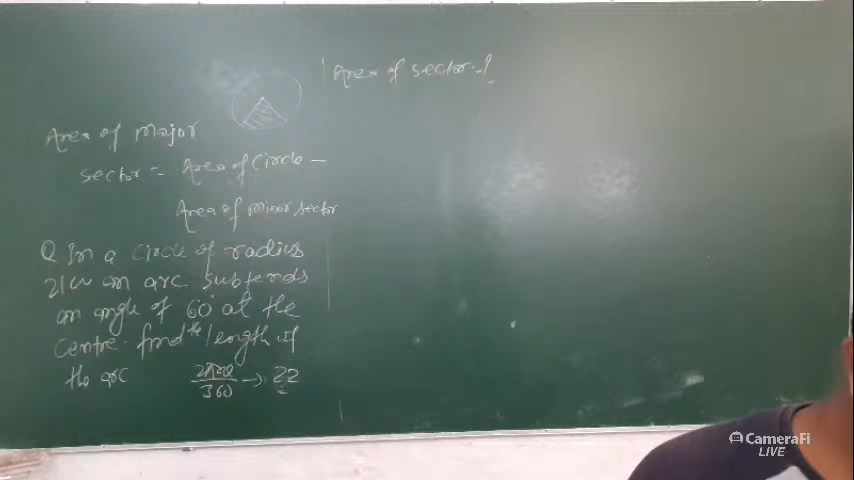 Area of major
sector = Area of Circle -
Area of minor sector
Q In a circle of radius
21 cm an arc subtends
an angle of 60° at the
centre. find the length of
the arc
360 → 22
Area of sector = ?
CameraFi
LIVE